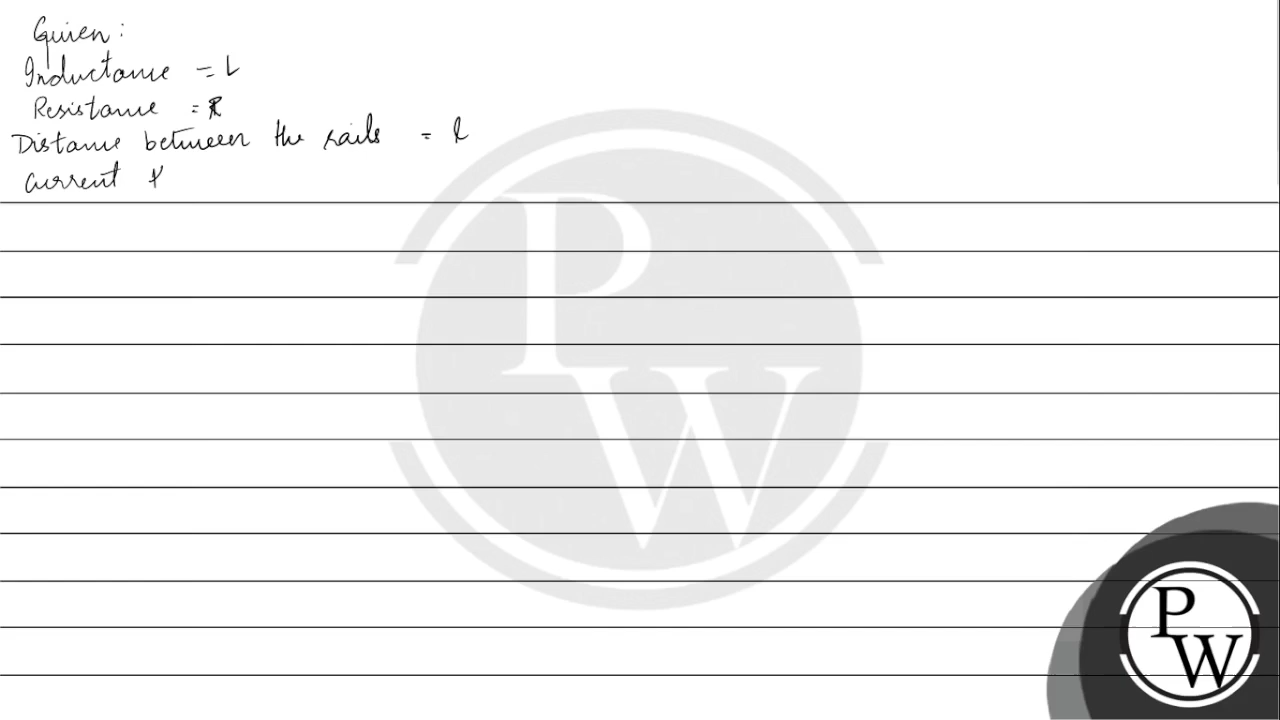 Given:
Inductance = L
Resistance = R
Distance between the rails = l
Current
P
W
P
W